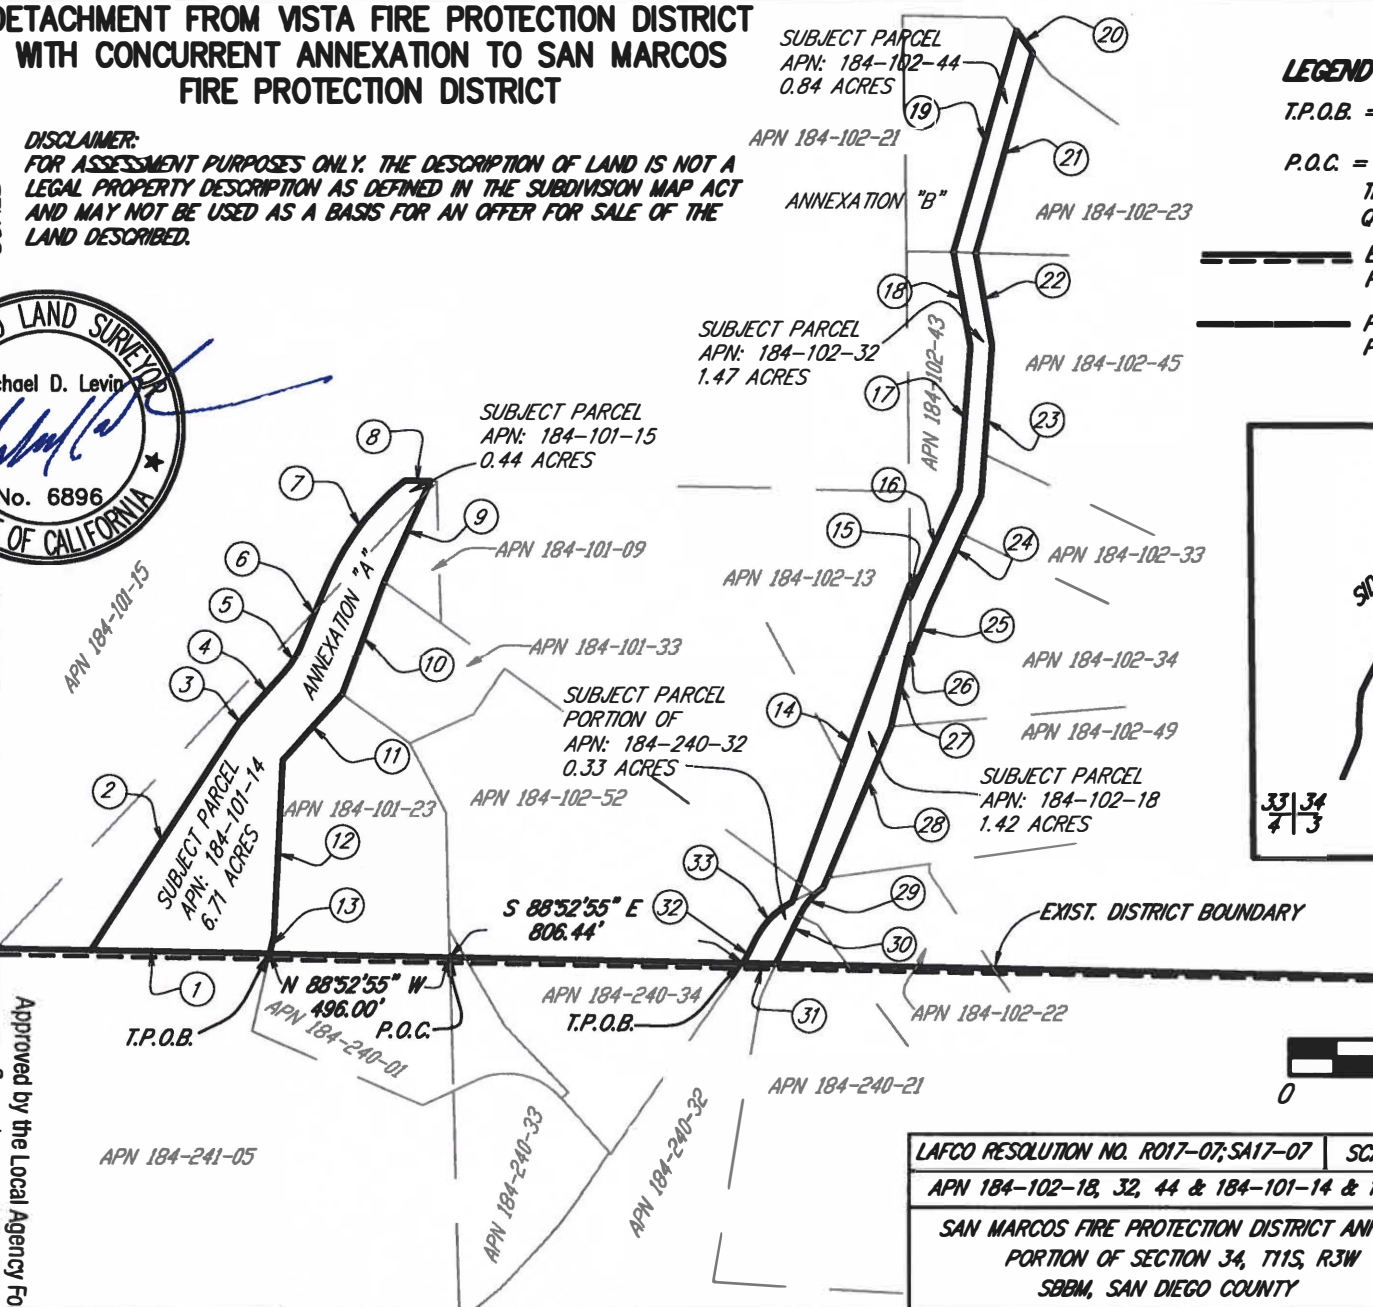 DETACHMENT FROM VISTA FIRE PROTECTION DISTRICT
WITH CONCURRENT ANNEXATION TO SAN MARCOS
FIRE PROTECTION DISTRICT
DISCLAIMER:
FOR ASSESSMENT PURPOSES ONLY. THE DESCRIPTION OF LAND IS NOT A
LEGAL PROPERTY DESCRIPTION AS DEFINED IN THE SUBDIVISION MAP ACT
AND MAY NOT BE USED AS A BASIS FOR AN OFFER FOR SALE OF THE
LAND DESCRIBED.
LAND SURVEYOR
Michael D. Levin
No. 6896
OF CALIFORNIA
SUBJECT PARCEL
APN: 184-102-44
0.84 ACRES
20
19
APN 184-102-21
21
ANNEXATION "B"
APN 184-102-23
LEGEND
T.P.O.B. =
P.O.C. =
18
22
SUBJECT PARCEL
APN: 184-102-32
1.47 ACRES
APN 184-102-43
APN 184-102-45
17
23
SUBJECT PARCEL
APN: 184-101-15
0.44 ACRES
8
7
9
APN 184-101-09
16
15
24
APN 184-102-33
APN 184-102-13
6
5
4
3
APN 184-101-15
ANNEXATION "A"
10
APN 184-101-33
25
APN 184-102-34
26
SUBJECT PARCEL
PORTION OF
APN: 184-240-32
0.33 ACRES
14
27
APN 184-102-49
11
2
SUBJECT PARCEL
APN: 184-101-14
6.71 ACRES
APN 184-101-23
APN 184-102-52
SUBJECT PARCEL
APN: 184-102-18
1.42 ACRES
28
12
33
29
13
S 88°52'55" E
806.44'
32
30
EXIST. DISTRICT BOUNDARY
33 34
4 3
1
N 88°52'55" W
496.00'
P.O.C.
T.P.O.B.
APN 184-240-01
APN 184-240-34
T.P.O.B.
31
APN 184-102-22
APN 184-240-21
APN 184-241-05
APN 184-240-33
APN 184-240-32
0
Approved by the Local Agency Fo
LAFCO RESOLUTION NO. RO17-07;SA17-07
APN 184-102-18, 32, 44 & 184-101-14 &
SAN MARCOS FIRE PROTECTION DISTRICT
PORTION OF SECTION 34, T11S, R3W
SBBM, SAN DIEGO COUNTY